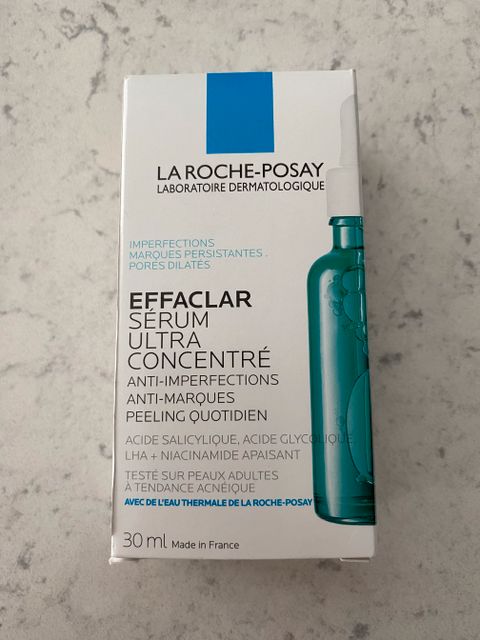 LA ROCHE-POSAY
LABORATOIRE DERMATOLOGIQUE
IMPERFECTIONS
MARQUES PERSISTANTES.
PORES DILATÉS
EFFACLAR
SÉRUM
ULTRA
CONCENTRÉ
ANTI-IMPERFECTIONS
ANTI-MARQUES
PEELING QUOTIDIEN
ACIDE SALICYLIQUE, ACIDE GLYCOLIQUE
LHA + NIACINAMIDE APAISANT
TESTÉ SUR PEAUX ADULTES
À TENDANCE ACNÉIQUE
AVEC DE L'EAU THERMALE DE LA ROCHE-POSAY
30 ml Made in France